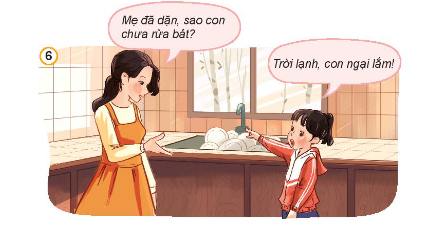 Mẹ đã dặn, sao con
chưa rửa bát?
6
Trời lạnh, con ngại lắm!